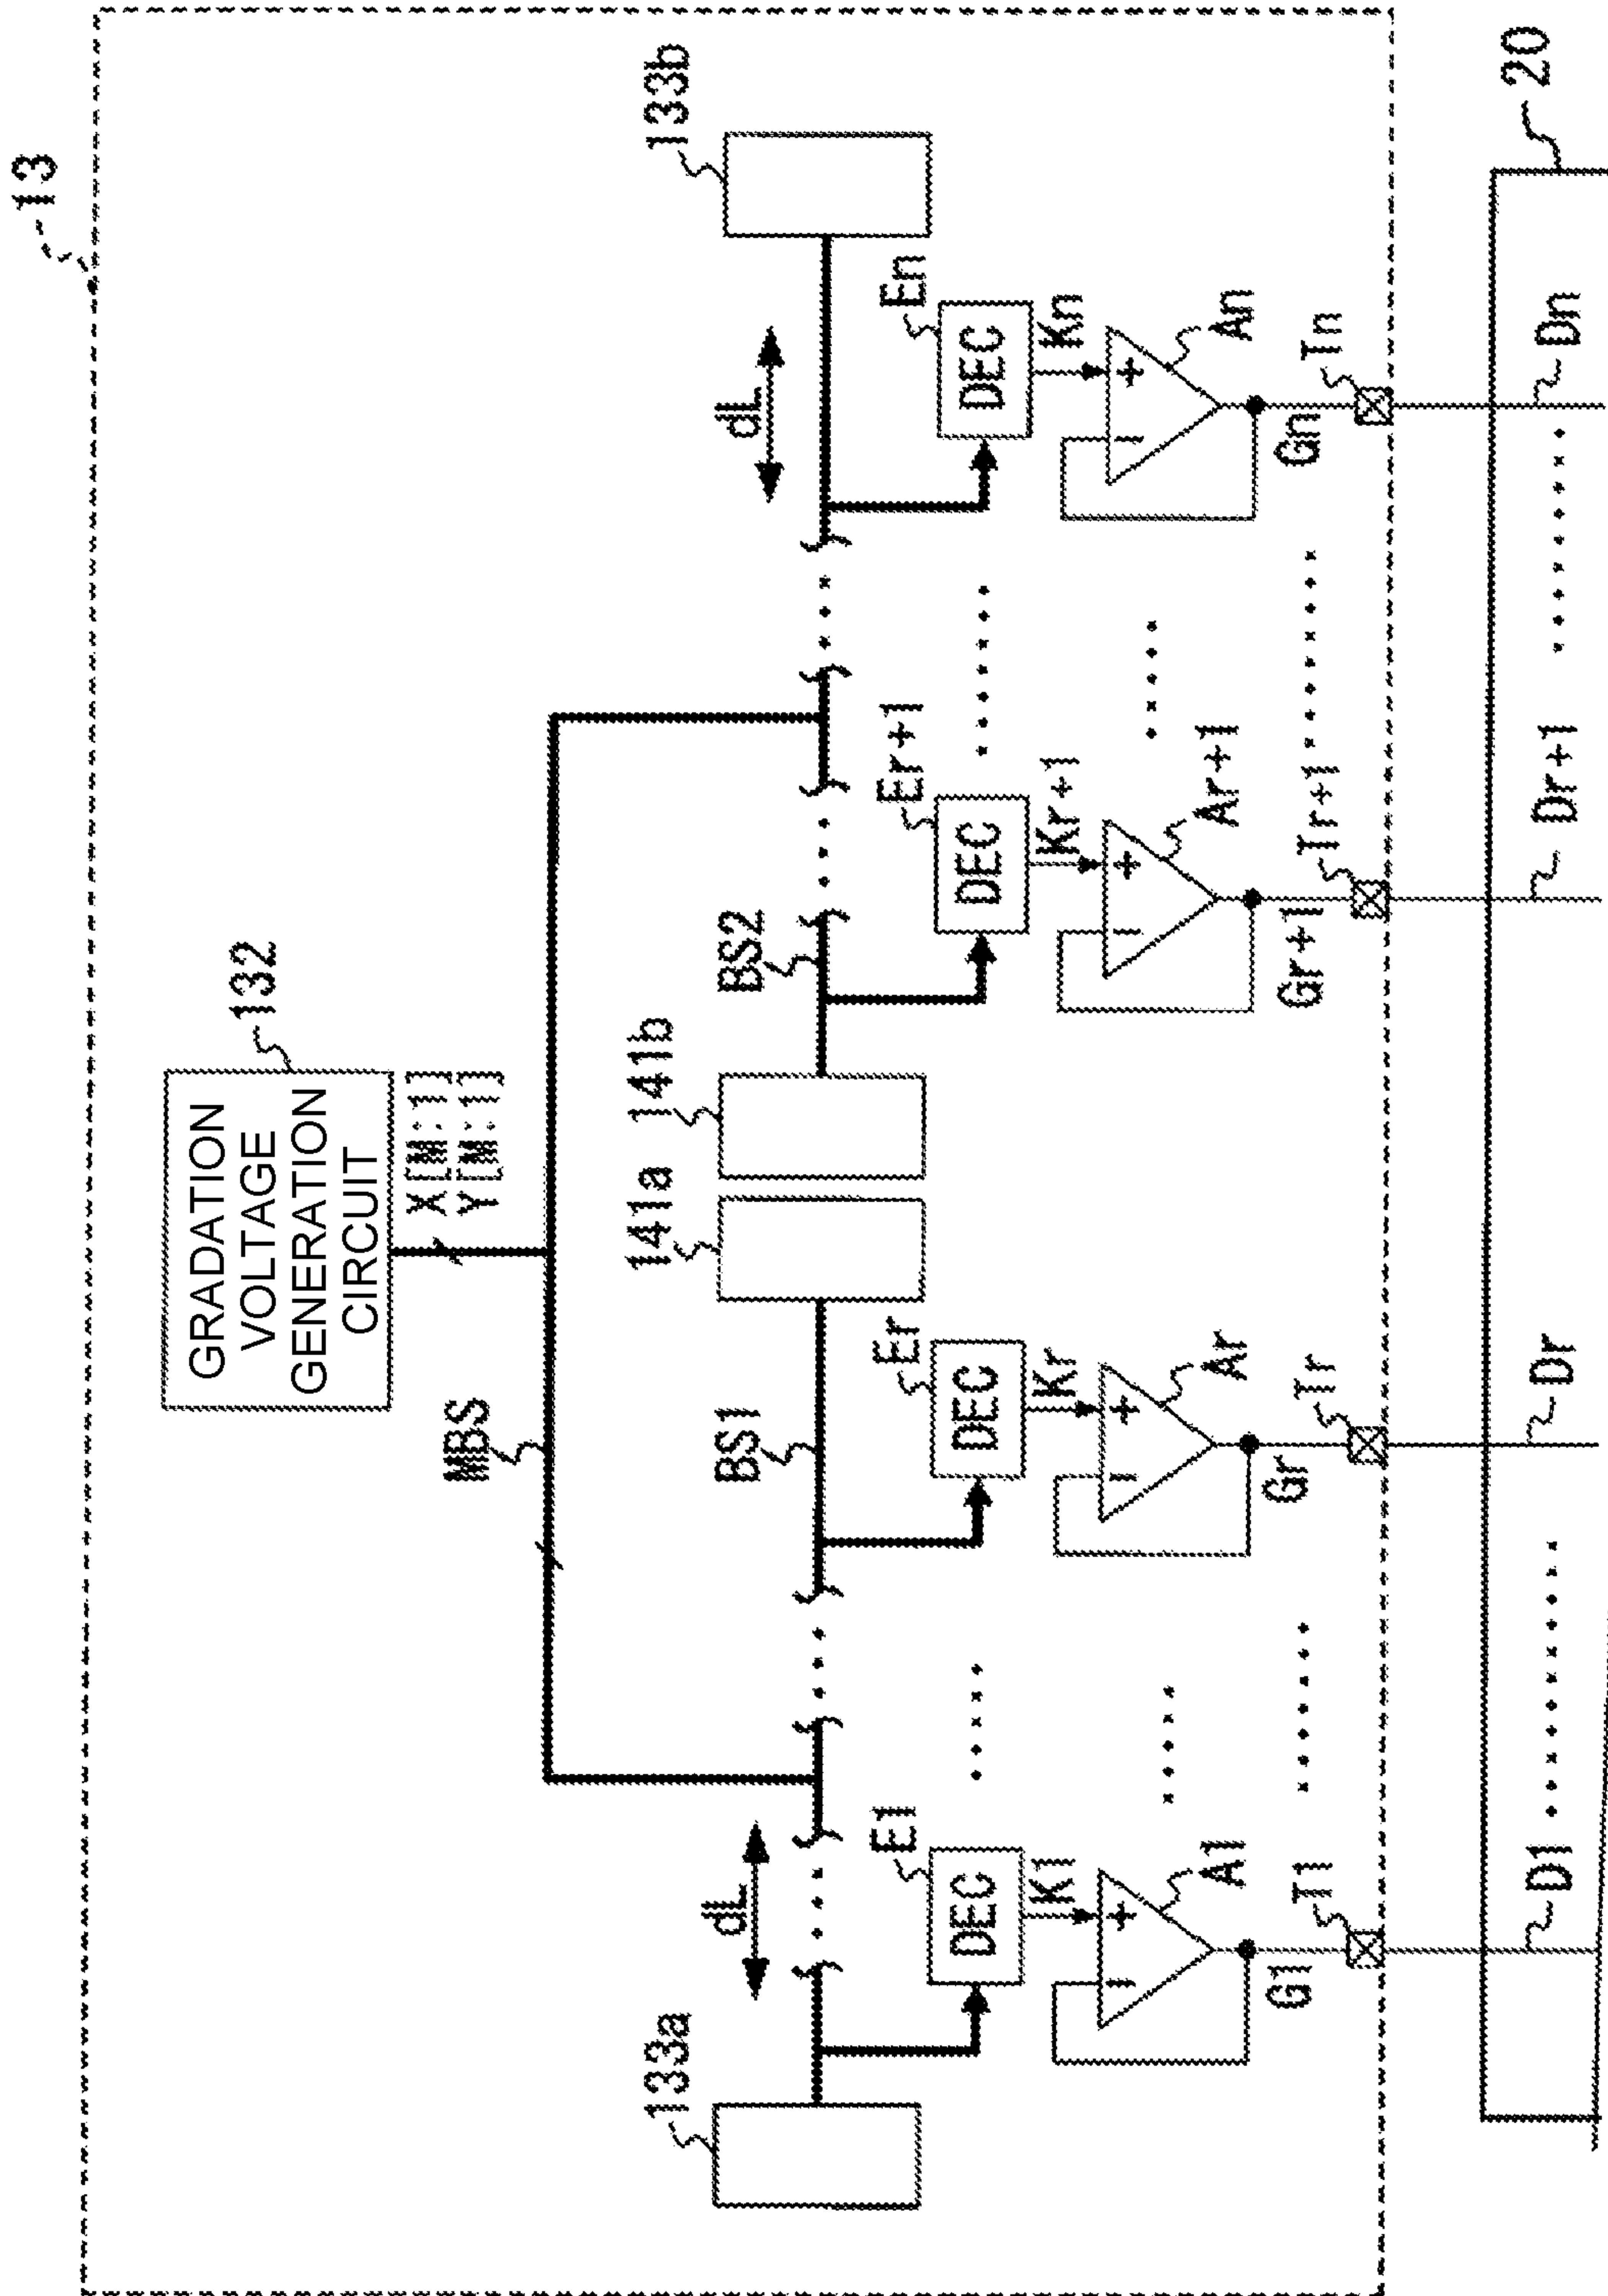 13
GRADATION
VOLTAGE
GENERATION
CIRCUIT
132
X[M:1]
Y[M:1]
MBS
133a
dL
BS1
141a
141b
BS2
dL
133b
E1
DEC
K1
Er
DEC
Kr
Er+1
DEC
Kr+1
En
DEC
Kn
+
−
A1
+
−
Ar
+
−
Ar+1
+
−
An
G1
T1
Gr
Tr
Gr+1
Tr+1
Gn
Tn
20
D1
Dr
Dr+1
Dn